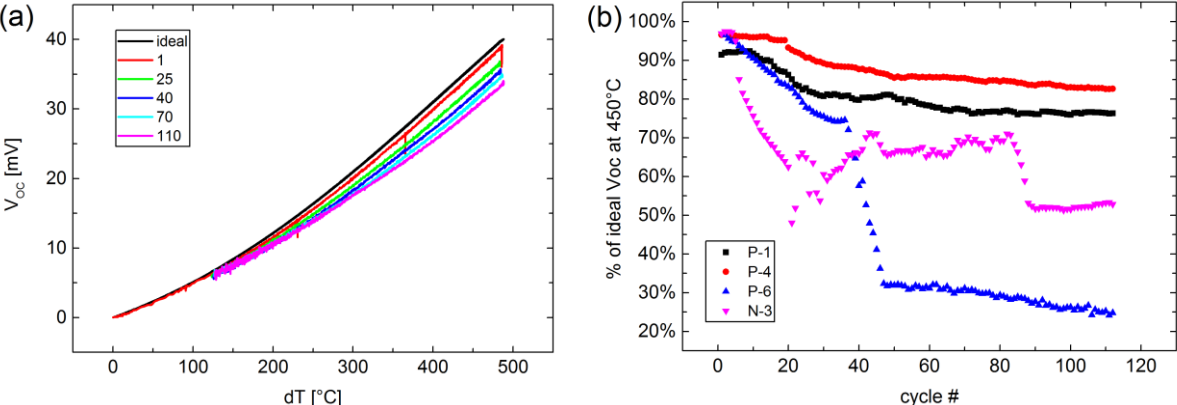 (a)
40
30
20
10
0
V_OC [mV]
ideal
1
25
40
70
110
0
100
200
300
400
500
dT [°C]
(b)
100%
90%
80%
70%
60%
50%
40%
30%
20%
% of ideal Voc at 450°C
P-1
P-4
P-6
N-3
0
20
40
60
80
100
120
cycle #